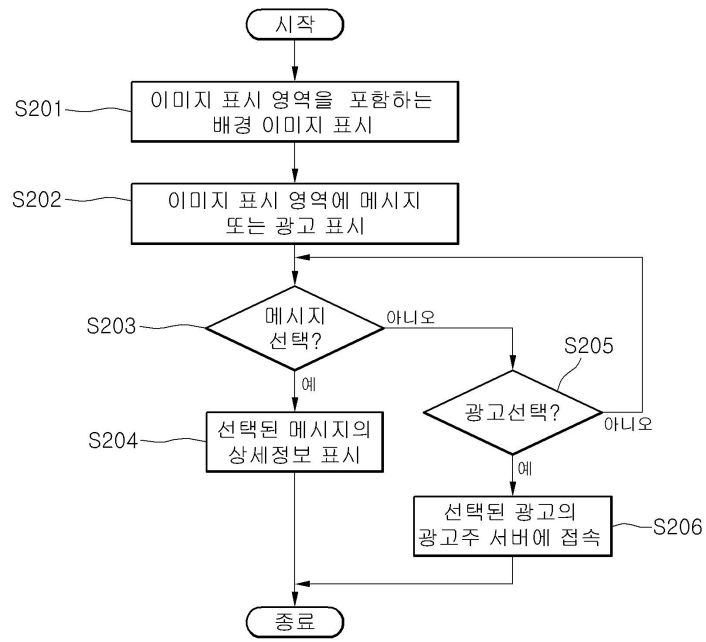 시작
S201
이미지 표시 영역을 포함하는
배경 이미지 표시
S202
이미지 표시 영역에 메시지
또는 광고 표시
S203
메시지
선택?
아니오
예
S205
광고선택?
아니오
예
S204
선택된 메시지의
상세정보 표시
선택된 광고의
광고주 서버에 접속
S206
종료